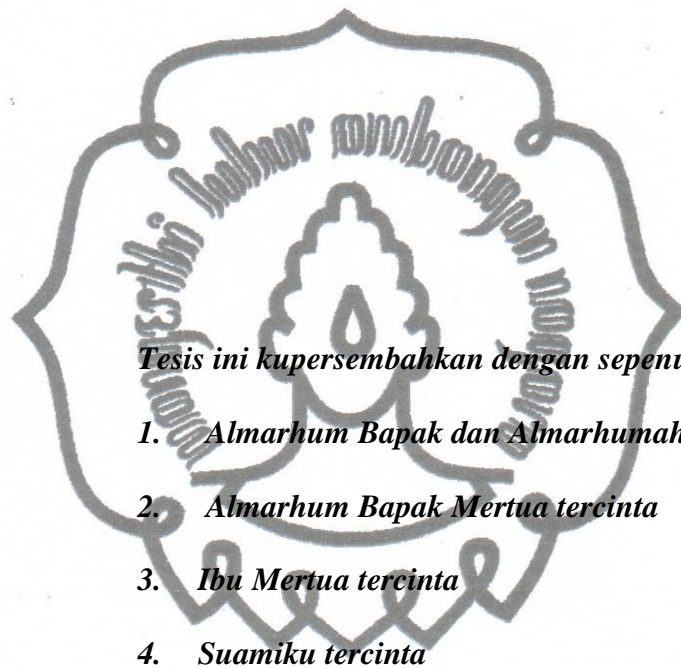 Tesis ini kupersembahkan dengan sepenu
1. Almarhum Bapak dan Almarhumah
2. Almarhum Bapak Mertua tercinta
3. Ibu Mertua tercinta
4. Suamiku tercinta